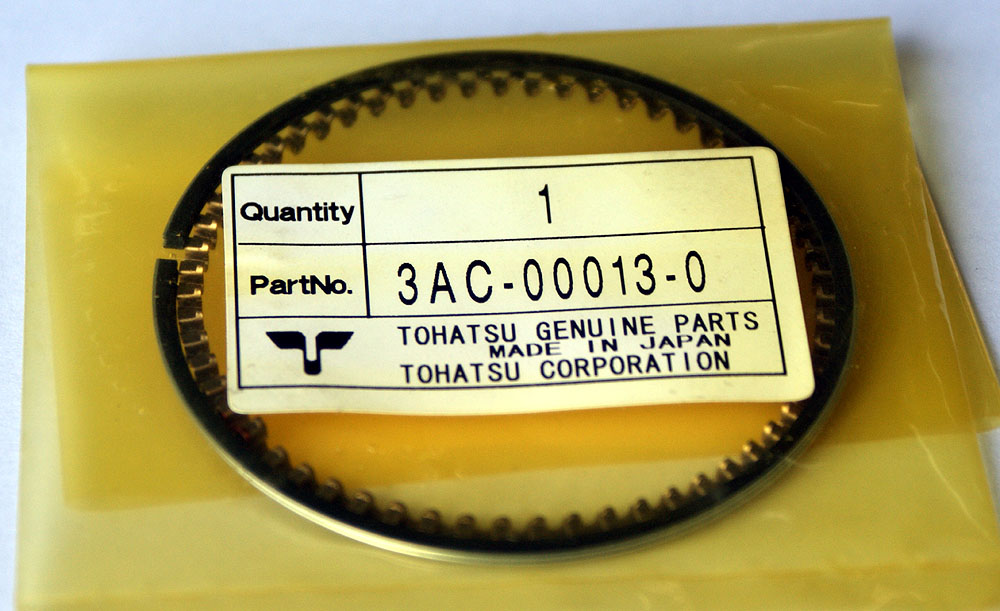 Quantity 1
PartNo. 3AC-00013-0
TOHATSU GENUINE PARTS
MADE IN JAPAN
TOHATSU CORPORATION